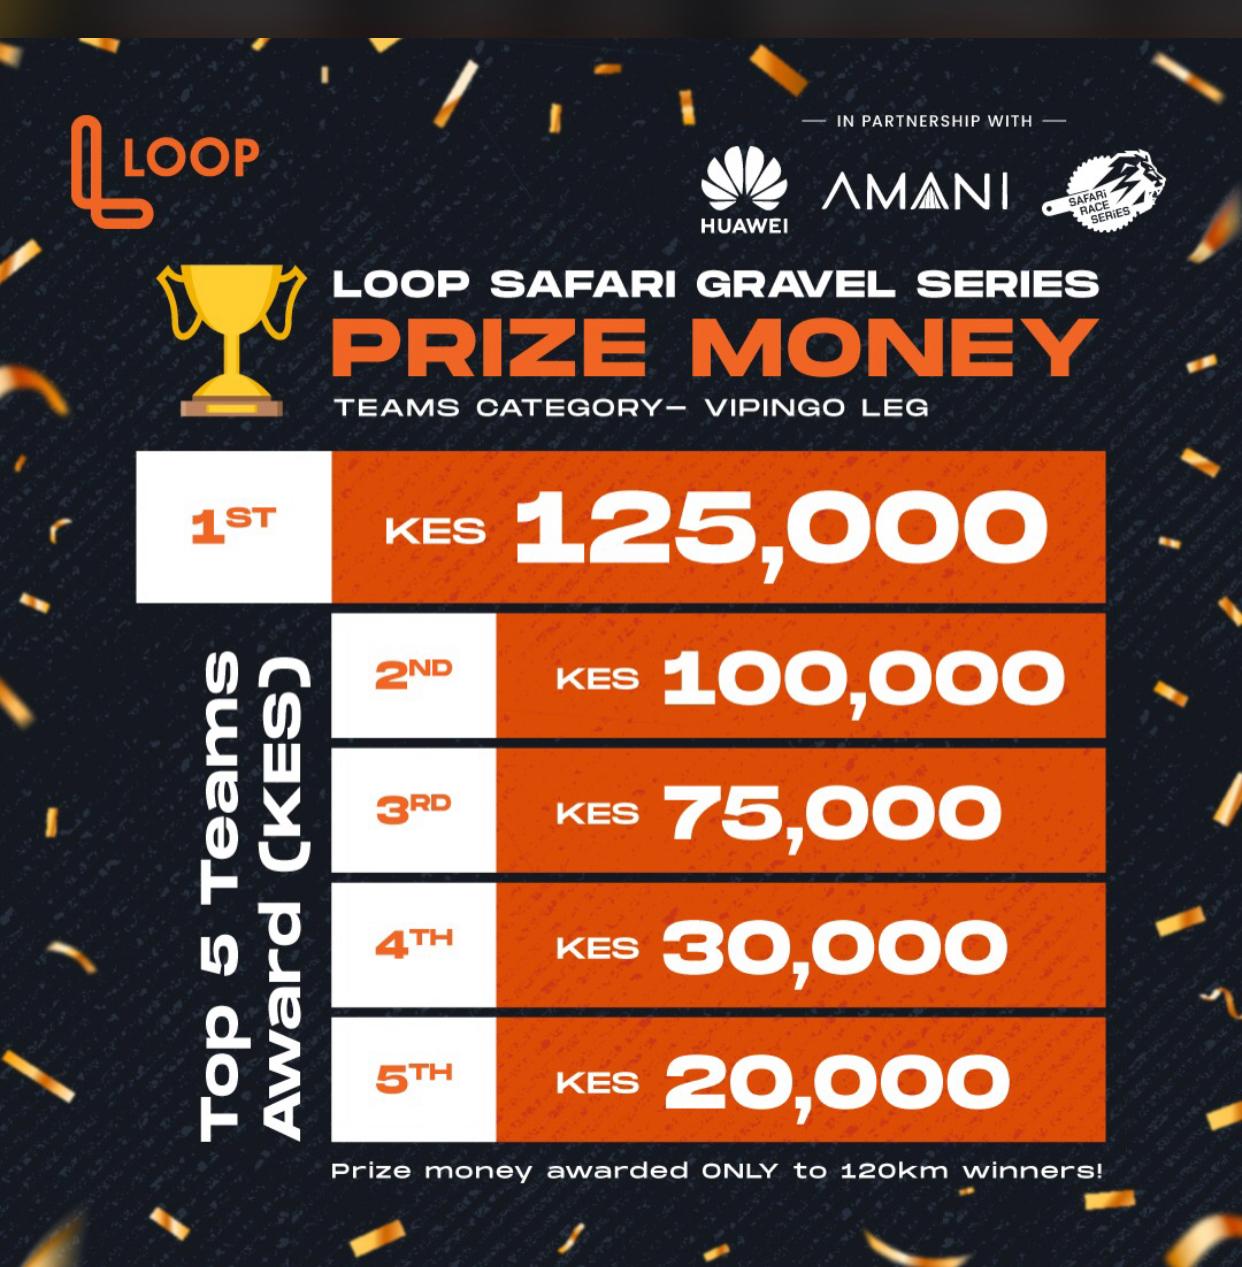 LOOP
IN PARTNERSHIP WITH
HUAWEI
AMANI
SAFARI
RACE
SERIES
LOOP SAFARI GRAVEL SERIES
PRIZE MONEY
TEAMS CATEGORY– VIPINGO LEG
1ST KES 125,000
Top 5 Teams
Award (KES)
2ND KES 100,000
3RD KES 75,000
4TH KES 30,000
5TH KES 20,000
Prize money awarded ONLY to 120km winners!